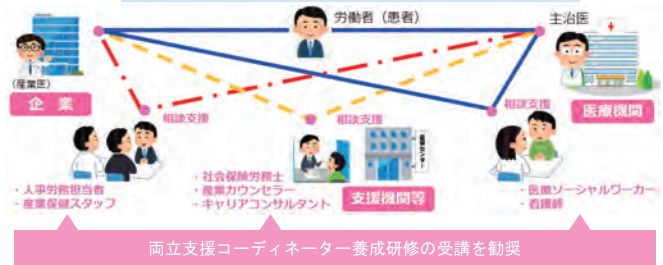 労働者（患者）
主治医
（産業医）
企業
医療機関
相談支援
相談支援
相談支援
・人事労務担当者
・産業保健スタッフ
・社会保険労務士
・産業カウンセラー
・キャリアコンサルタント
支援機関等
・医療ソーシャルワーカー
・看護師
両立支援コーディネーター養成研修の受講を勧奨